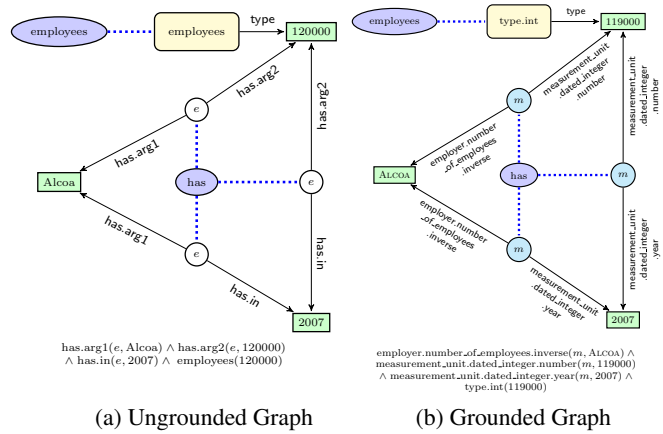 employees
employees
type
120000
has.arg2
has.arg2
e
has.arg1
Alcoa
has
e
has.arg1
e
has.in
has.in
2007
has.arg1(e, Alcoa) ∧ has.arg2(e, 120000)
∧ has.in(e, 2007) ∧ employees(120000)
(a) Ungrounded Graph
employees
type.int
type
119000
measurement_unit
.dated_integer
.number
measurement_unit
.dated_integer
.number
m
employer.number
_of_employees
.inverse
ALCOA
has
m
employer.number
_of_employees
.inverse
m
measurement_unit
.dated_integer
.year
measurement_unit
.dated_integer
.year
2007
employer.number_of_employees.inverse(m, ALCOA) ∧
measurement_unit.dated_integer.number(m, 119000)
∧ measurement_unit.dated_integer.year(m, 2007) ∧
type.int(119000)
(b) Grounded Graph